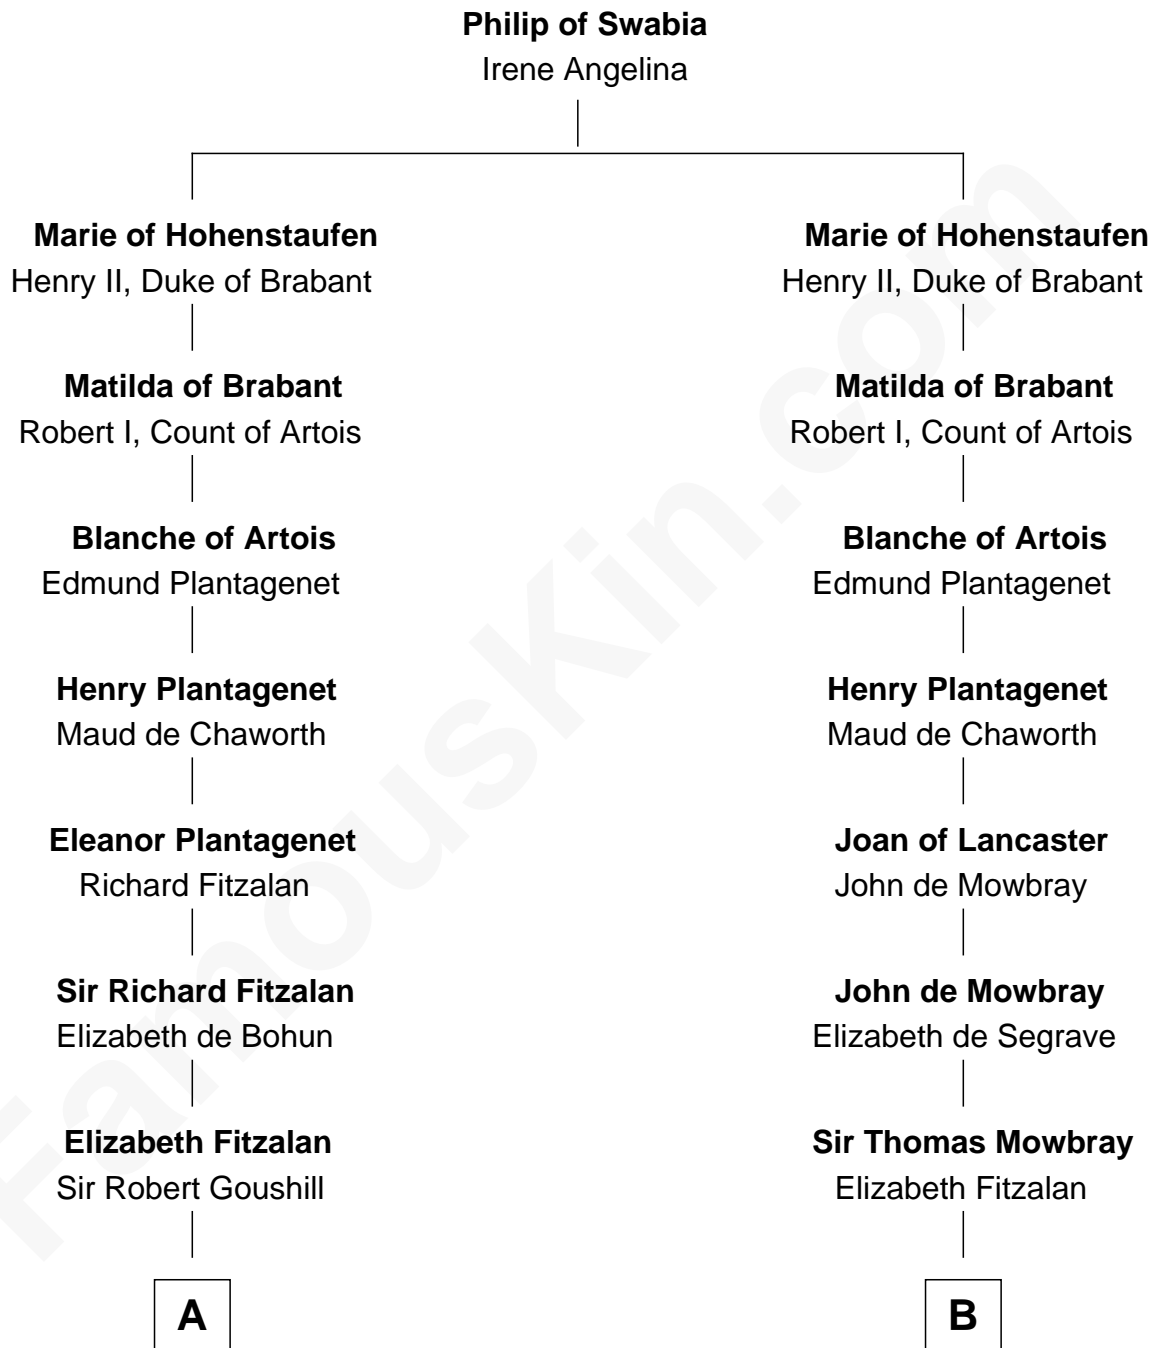 Philip of Swabia
Irene Angelina
Marie of Hohenstaufen
Henry II, Duke of Brabant
Matilda of Brabant
Robert I, Count of Artois
Blanche of Artois
Edmund Plantagenet
Henry Plantagenet
Maud de Chaworth
Eleanor Plantagenet
Richard Fitzalan
Sir Richard Fitzalan
Elizabeth de Bohun
Elizabeth Fitzalan
Sir Robert Goushill
A
Marie of Hohenstaufen
Henry II, Duke of Brabant
Matilda of Brabant
Robert I, Count of Artois
Blanche of Artois
Edmund Plantagenet
Henry Plantagenet
Maud de Chaworth
Joan of Lancaster
John de Mowbray
John de Mowbray
Elizabeth de Segrave
Sir Thomas Mowbray
Elizabeth Fitzalan
B
FamousKin.com